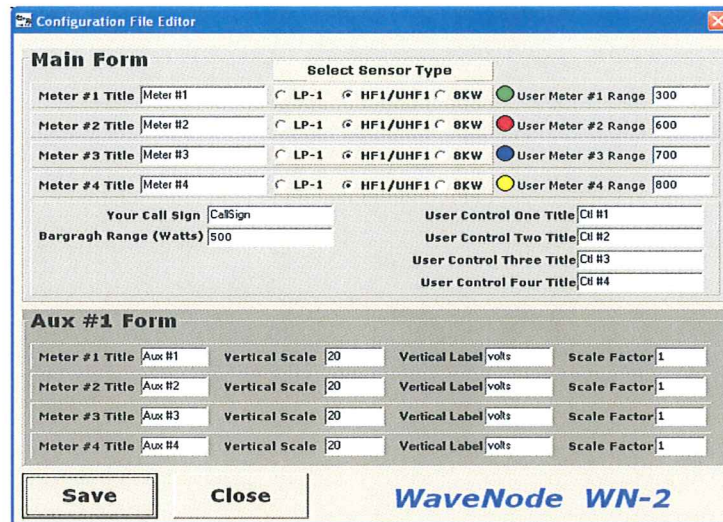 Configuration File Editor
Main Form
Select Sensor Type
Meter #1 Title Meter #1 LP-1 HF1/UHF1 8KW User Meter #1 Range 300
Meter #2 Title Meter #2 LP-1 HF1/UHF1 8KW User Meter #2 Range 600
Meter #3 Title Meter #3 LP-1 HF1/UHF1 8KW User Meter #3 Range 700
Meter #4 Title Meter #4 LP-1 HF1/UHF1 8KW User Meter #4 Range 800
Your Call Sign CallSign User Control One Title Ctl #1
Bargragh Range (Watts) 500 User Control Two Title Ctl #2
User Control Three Title Ctl #3
User Control Four Title Ctl #4
Aux #1 Form
Meter #1 Title Aux #1 Vertical Scale 20 Vertical Label volts Scale Factor 1
Meter #2 Title Aux #2 Vertical Scale 20 Vertical Label volts Scale Factor 1
Meter #3 Title Aux #3 Vertical Scale 20 Vertical Label volts Scale Factor 1
Meter #4 Title Aux #4 Vertical Scale 20 Vertical Label volts Scale Factor 1
Save Close WaveNode WN-2